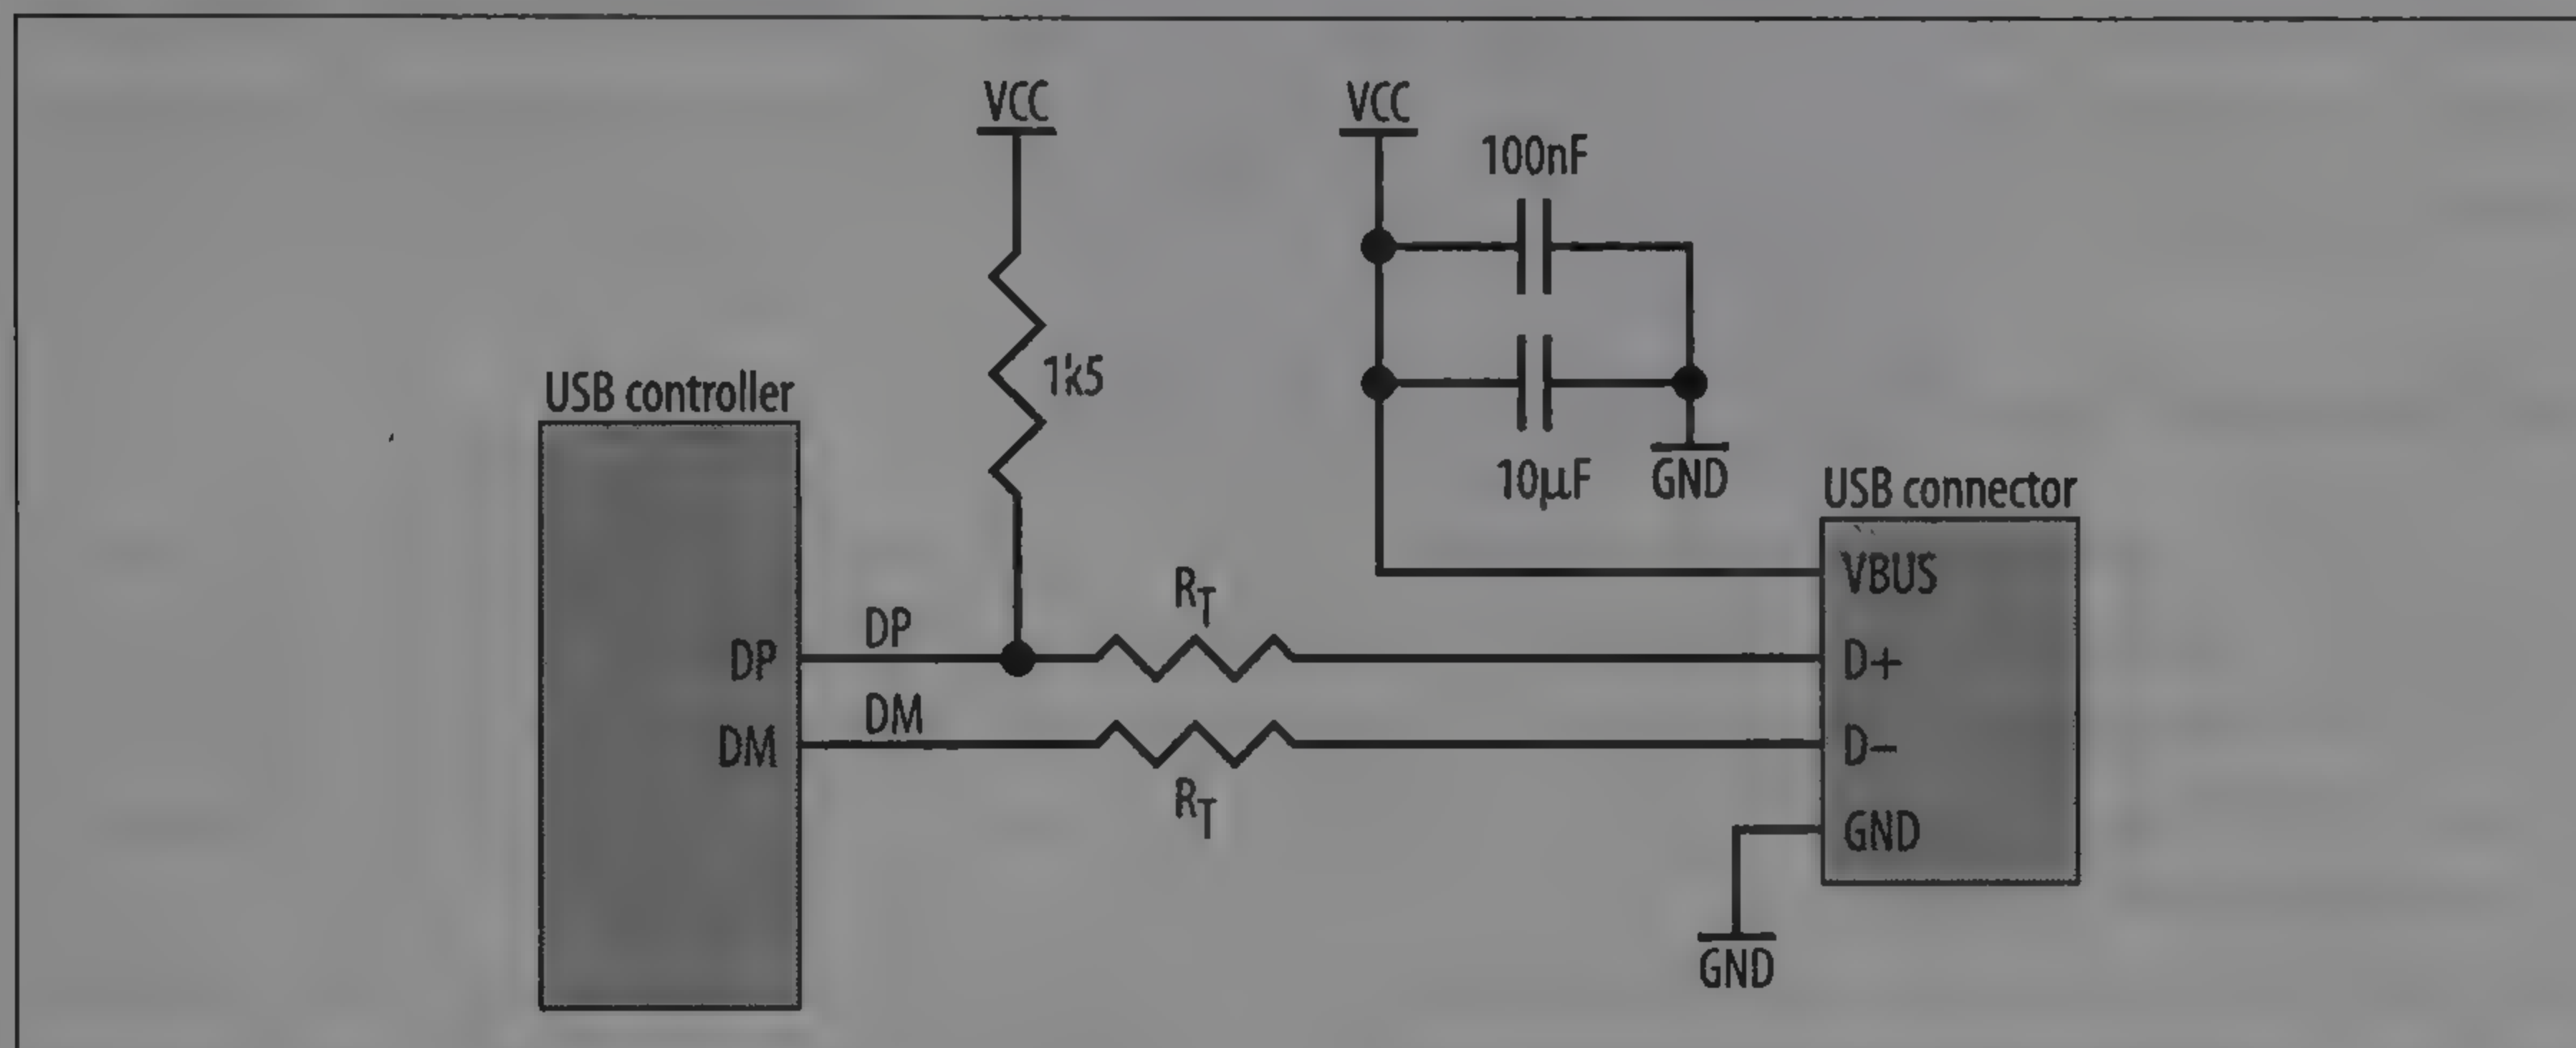 VCC
VCC
100nF
1k5
USB controller
10μF
GND
USB connector
VBUS
RT
DP
DP
D+
DM
DM
D−
RT
GND
GND